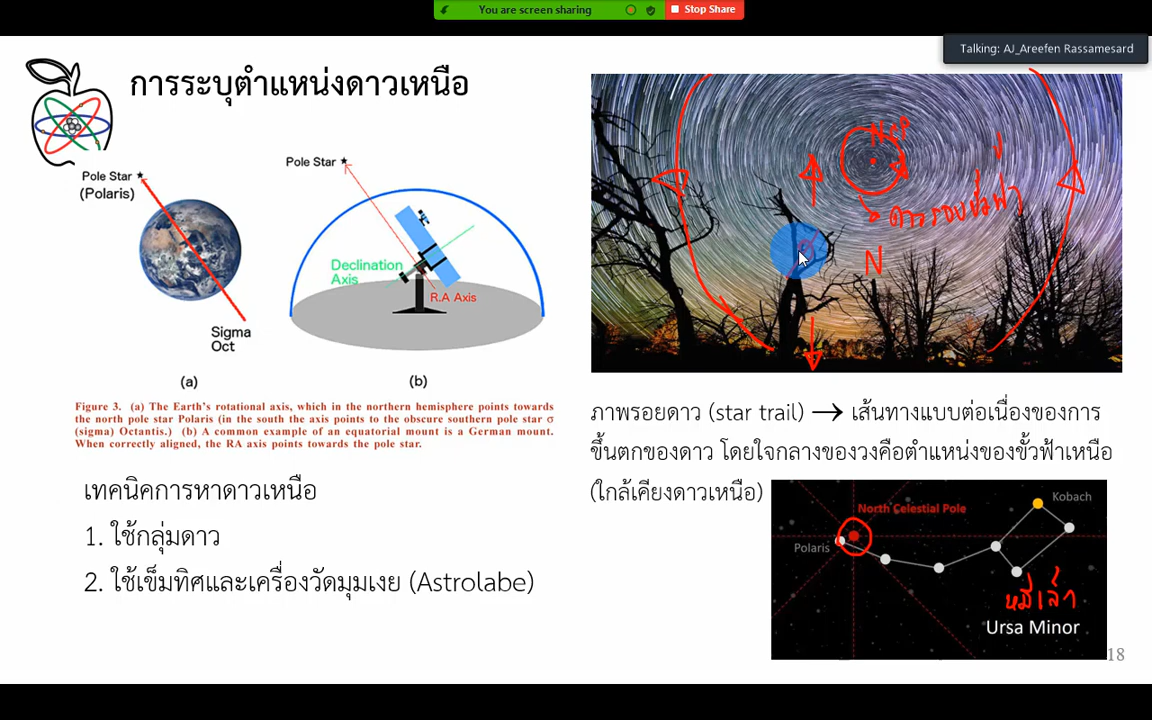 You are screen sharing
Stop Share
Talking: AJ_Areefen Rassamesard
การระบุตำแหน่งดาวเหนือ
Pole Star
(Polaris)
Sigma
Oct
(a)
Pole Star
Declination
Axis
R.A Axis
(b)
Figure 3. (a) The Earth's rotational axis, which in the northern hemisphere points towards
the north pole star Polaris (in the south the axis points to the obscure southern pole star σ
(sigma) Octantis.) (b) A common example of an equatorial mount is a German mount.
When correctly aligned, the RA axis points towards the pole star.
เทคนิคการหาดาวเหนือ
1. ใช้กลุ่มดาว
2. ใช้เข็มทิศและเครื่องวัดมุมเงย (Astrolabe)
NCP
ดาวรอบขั้วฟ้า
N
ภาพรอยดาว (star trail) → เส้นทางแบบต่อเนื่องของการ
ขึ้นตกของดาว โดยใจกลางของวงคือตำแหน่งของขั้วฟ้าเหนือ
(ใกล้เคียงดาวเหนือ)
North Celestial Pole
Kobach
Polaris
หมีเล็ก
Ursa Minor
18